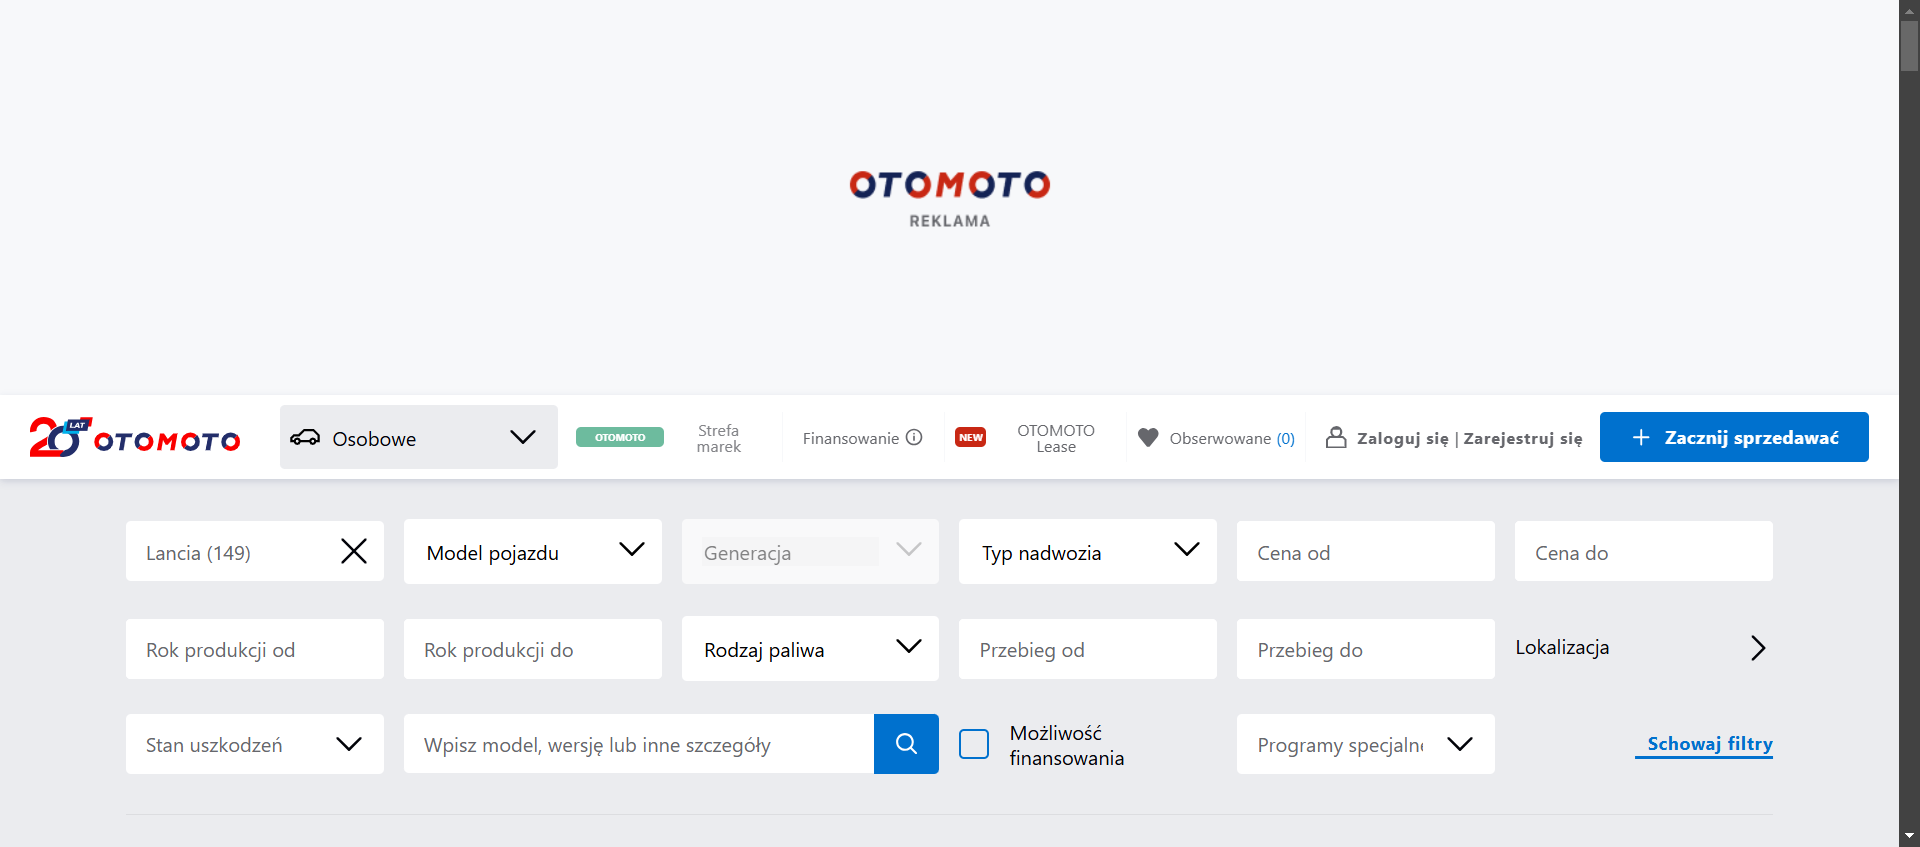 OTOMOTO
REKLAMA
20 LAT OTOMOTO
Osobowe
OTOMOTO
Strefa
marek
Finansowanie
NEW
OTOMOTO
Lease
Obserwowane (0)
Zaloguj się | Zarejestruj się
Zacznij sprzedawać
Lancia (149)
Model pojazdu
Generacja
Typ nadwozia
Cena od
Cena do
Rok produkcji od
Rok produkcji do
Rodzaj paliwa
Przebieg od
Przebieg do
Lokalizacja
Stan uszkodzeń
Wpisz model, wersję lub inne szczegóły
Możliwość
finansowania
Programy specjalne
Schowaj filtry